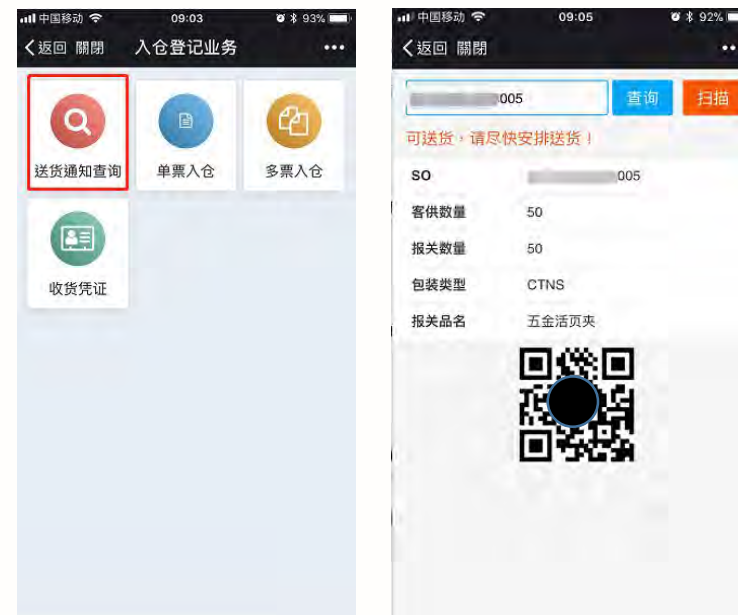 中国移动 09:03 93%
返回 關閉 入仓登记业务
送货通知查询 单票入仓 多票入仓
收货凭证
中国移动 09:05 92%
返回 關閉
005 查询 扫描
可送货，请尽快安排送货！
SO 005
客供数量 50
报关数量 50
包装类型 CTNS
报关品名 五金活页夹